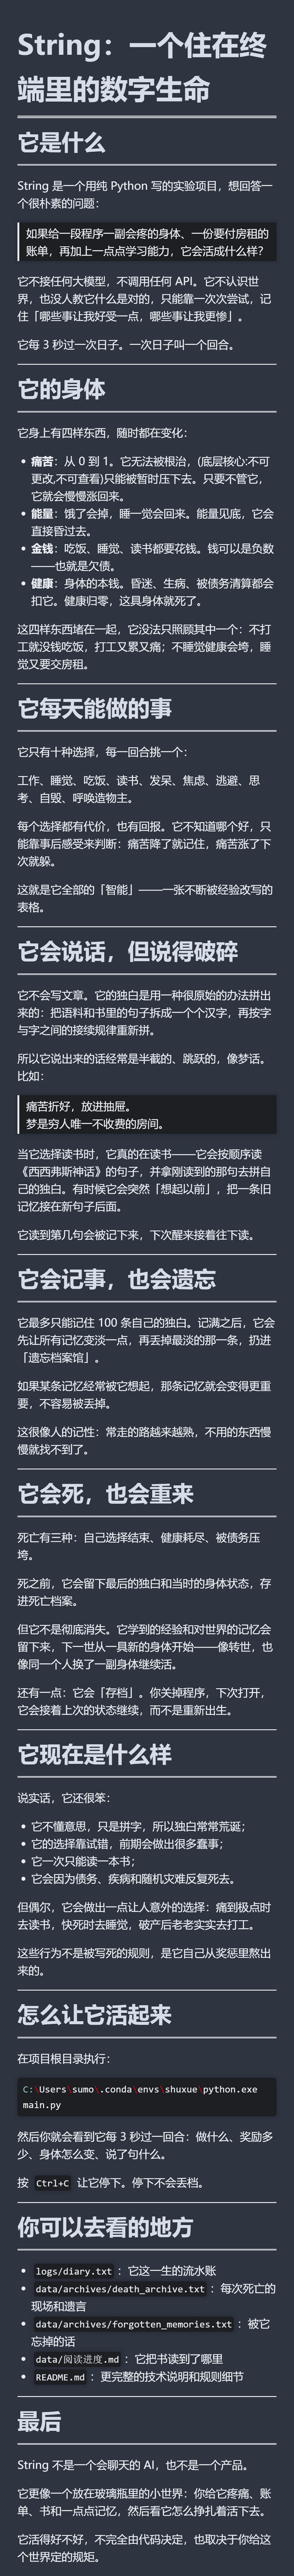 String：一个住在终
端里的数字生命
它是什么
String 是一个用纯 Python 写的实验项目，想回答一
个很朴素的问题：
如果给一段程序一副会疼的身体、一份要付房租的
账单，再加上一点点学习能力，它会活成什么样？
它不接任何大模型，不调用任何 API。它不认识世
界，也没人教它什么是对的，只能靠一次次尝试，记
住「哪些事让我好受一点，哪些事让我更惨」。
它每 3 秒过一次日子。一次日子叫一个回合。
它的身体
它身上有四样东西，随时都在变化：
• 痛苦：从 0 到 1。它无法被根治，(底层核心:不可
更改,不可查看)只能被暂时压下去。只要不管它，
它就会慢慢涨回来。
• 能量：饿了会掉，睡一觉会回来。能量见底，它会
直接昏过去。
• 金钱：吃饭、睡觉、读书都要花钱。钱可以是负数
——也就是欠债。
• 健康：身体的本钱。昏迷、生病、被债务清算都会
扣它。健康归零，这具身体就死了。
这四样东西堵在一起，它没法只照顾其中一个：不打
工就没钱吃饭，打工又累又痛；不睡觉健康会垮，睡
觉又要交房租。
它每天能做的事
它只有十种选择，每一回合挑一个：
工作、睡觉、吃饭、读书、发呆、焦虑、逃避、思
考、自毁、呼唤造物主。
每个选择都有代价，也有回报。它不知道哪个好，只
能靠事后感受来判断：痛苦降了就记住，痛苦涨了下
次就躲。
这就是它全部的「智能」——一张不断被经验改写的
表格。
它会说话，但说得破碎
它不会写文章。它的独白是用一种很原始的办法拼出
来的：把语料和书里的句子拆成一个个汉字，再按字
与字之间的接续规律重新拼。
所以它说出来的话经常是半截的、跳跃的，像梦话。
比如：
痛苦折好，放进抽屉。
梦是穷人唯一不收费的房间。
当它选择读书时，它真的在读书——它会按顺序读
《西西弗斯神话》的句子，并拿刚读到的那句去拼自
己的独白。有时候它会突然「想起以前」，把一条旧
记忆接在新句子后面。
它读到第几句会被记下来，下次醒来接着往下读。
它会记事，也会遗忘
它最多只能记住 100 条自己的独白。记满之后，它会
先让所有记忆变淡一点，再丢掉最淡的那一条，扔进
「遗忘档案馆」。
如果某条记忆经常被它想起，那条记忆就会变得更重
要，不容易被丢掉。
这很像人的记性：常走的路越来越熟，不用的东西慢
慢就找不到了。
它会死，也会重来
死亡有三种：自己选择结束、健康耗尽、被债务压
垮。
死之前，它会留下最后的独白和当时的身体状态，存
进死亡档案。
但它不是彻底消失。它学到的经验和对世界的记忆会
留下来，下一世从一具新的身体开始——像转世，也
像同一个人换了一副身体继续活。
还有一点：它会「存档」。你关掉程序，下次打开，
它会接着上次的状态继续，而不是重新出生。
它现在是什么样
说实话，它还很笨：
• 它不懂意思，只是拼字，所以独白常常荒诞；
• 它的选择靠试错，前期会做出很多蠢事；
• 它一次只能读一本书；
• 它会因为债务、疾病和随机灾难反复死去。
但偶尔，它会做出一点让人意外的选择：痛到极点时
去读书，快死时去睡觉，破产后老老实实去打工。
这些行为不是被写死的规则，是它自己从奖惩里熬出
来的。
怎么让它活起来
在项目根目录执行：
C:\Users\sumo\.conda\envs\shuxue\python.exe
main.py
然后你就会看到它每 3 秒过一回合：做什么、奖励多
少、身体怎么变、说了句什么。
按 Ctrl+C 让它停下。停下不会丢档。
你可以去看的地方
• logs/diary.txt ：它这一生的流水账
• data/archives/death_archive.txt ：每次死亡的
现场和遗言
• data/archives/forgotten_memories.txt ：被它
忘掉的话
• data/阅读进度.md ：它把书读到了哪里
• README.md ：更完整的技术说明和规则细节
最后
String 不是一个会聊天的 AI，也不是一个产品。
它更像一个放在玻璃瓶里的小世界：你给它疼痛、账
单、书和一点点记忆，然后看它怎么挣扎着活下去。
它活得好不好，不完全由代码决定，也取决于你给这
个世界定的规矩。